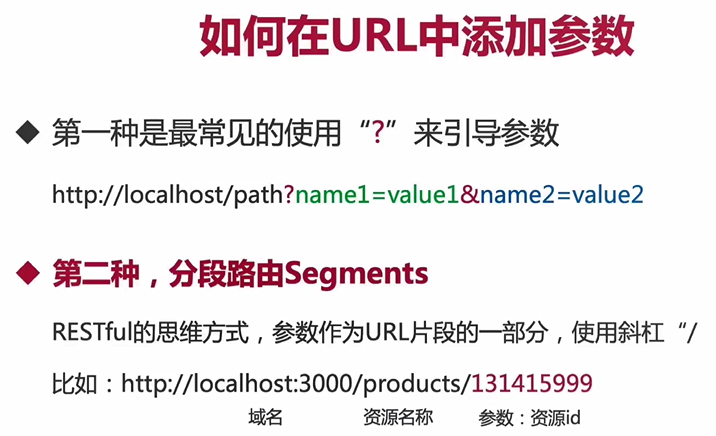 如何在URL中添加参数
第一种是最常见的使用“?”来引导参数
http://localhost/path?name1=value1&name2=value2
第二种，分段路由Segments
RESTful的思维方式，参数作为URL片段的一部分，使用斜杠“/
比如：http://localhost:3000/products/131415999
域名 资源名称 参数：资源id